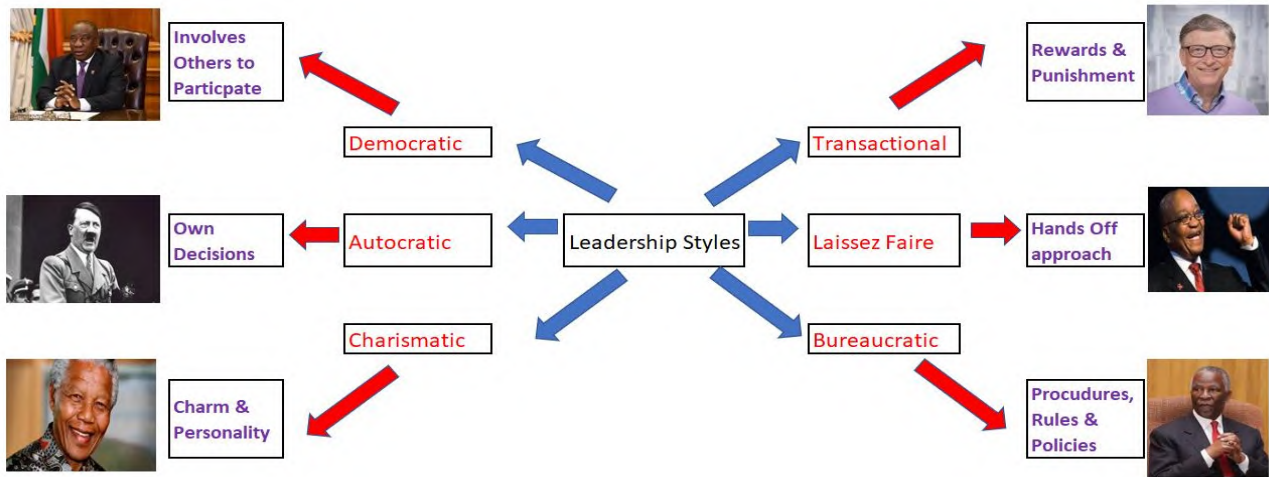 Involves
Others to
Particpate
Rewards &
Punishment
Democratic
Transactional
Own
Decisions
Autocratic
Leadership Styles
Laissez Faire
Hands Off
approach
Charismatic
Bureaucratic
Charm &
Personality
Procudures,
Rules &
Policies